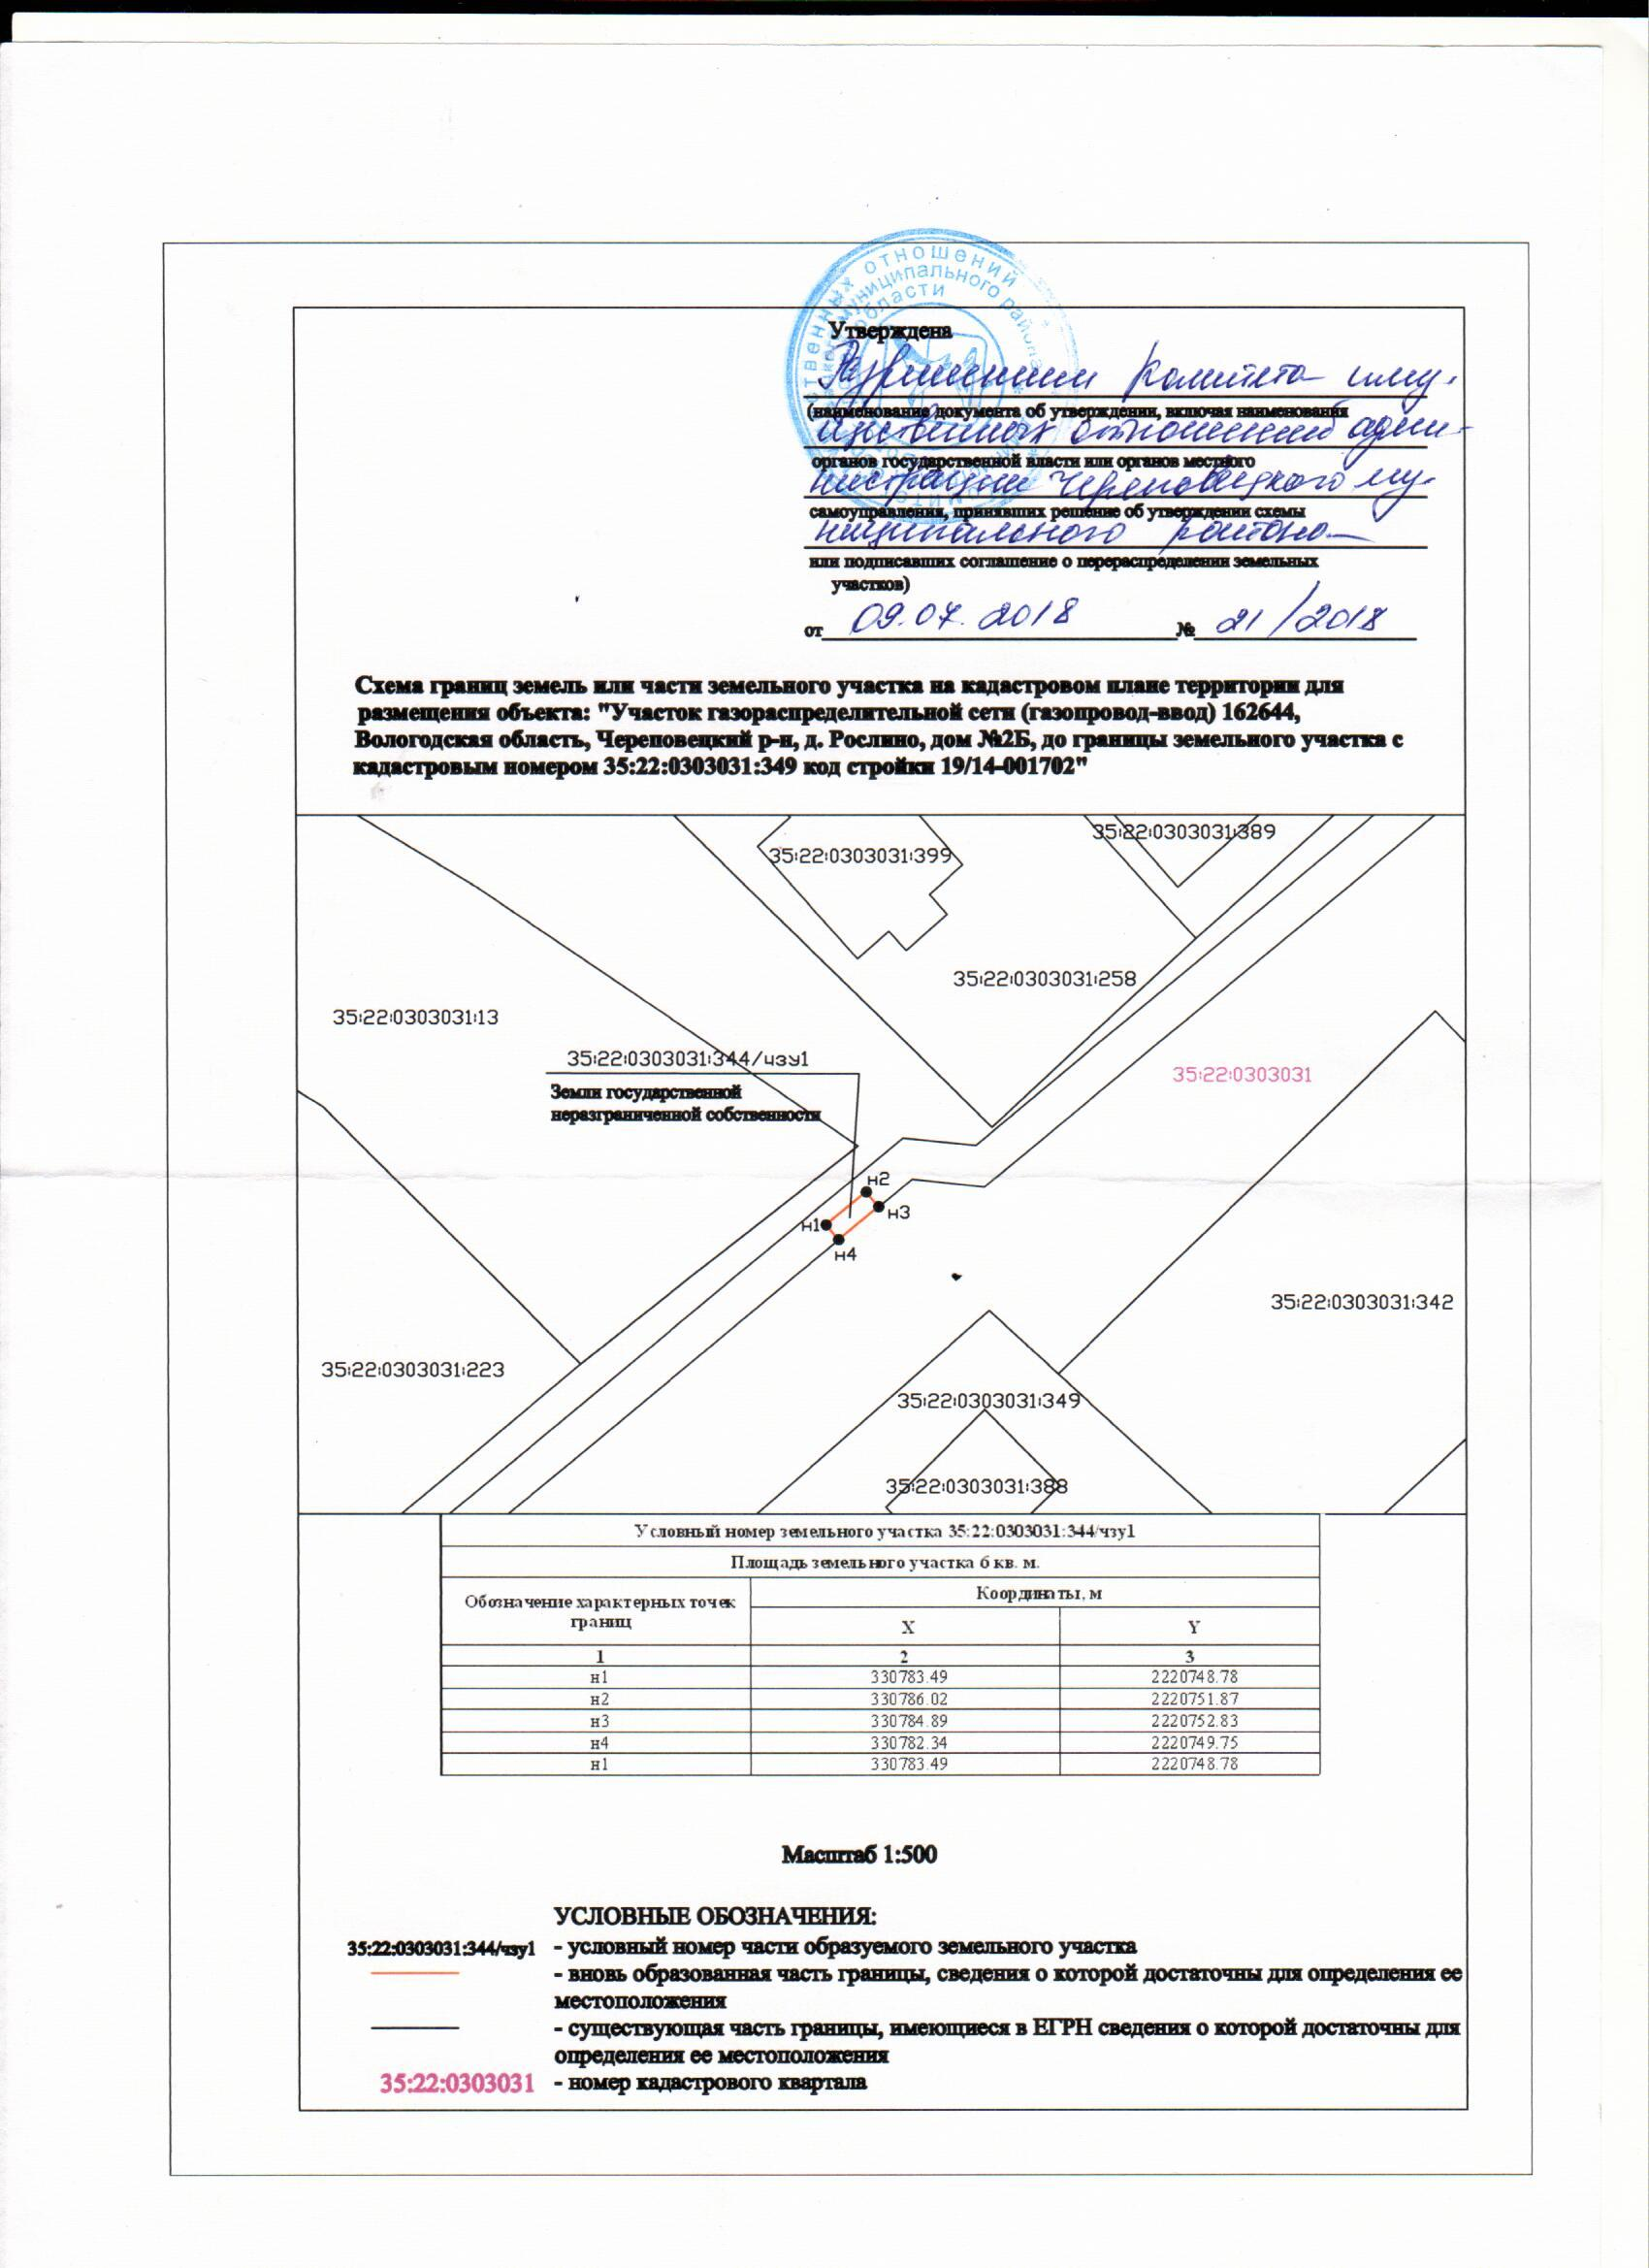 ственных отношений
муниципального района
области
Утверждена
Разрешением Комитета иму-
(наименование документа об утверждении, включая наименования
щественных отношений адми-
органов государственной власти или органов местного
нистрации Череповецкого му-
самоуправления, принявших решение об утверждении схемы
ниципального района
или подписавших соглашение о перераспределении земельных
участков)
от 09.07.2018 № 21/2018
Схема границ земель или части земельного участка на кадастровом плане территории для
размещения объекта: "Участок газораспределительной сети (газопровод-ввод) 162644,
Вологодская область, Череповецкий р-н, д. Рослино, дом №2Б, до границы земельного участка с
кадастровым номером 35:22:0303031:349 код стройки 19/14-001702"
35:22:0303031:389
35:22:0303031:399
35:22:0303031:258
35:22:0303031:13
35:22:0303031:344/чзу1
35:22:0303031
Земли государственной
неразграниченной собственности
н2
н3
н1
н4
35:22:0303031:342
35:22:0303031:223
35:22:0303031:349
35:22:0303031:388
Условный номер земельного участка 35:22:0303031:344/чзу1
Площадь земельного участка 6 кв. м.
Обозначение характерных точек границ Координаты, м
X Y
1 2 3
н1 330783.49 2220748.78
н2 330786.02 2220751.87
н3 330784.89 2220752.83
н4 330782.34 2220749.75
н1 330783.49 2220748.78
Масштаб 1:500
УСЛОВНЫЕ ОБОЗНАЧЕНИЯ:
35:22:0303031:344/чзу1 - условный номер части образуемого земельного участка
- вновь образованная часть границы, сведения о которой достаточны для определения ее
местоположения
- существующая часть границы, имеющиеся в ЕГРН сведения о которой достаточны для
определения ее местоположения
35:22:0303031 - номер кадастрового квартала